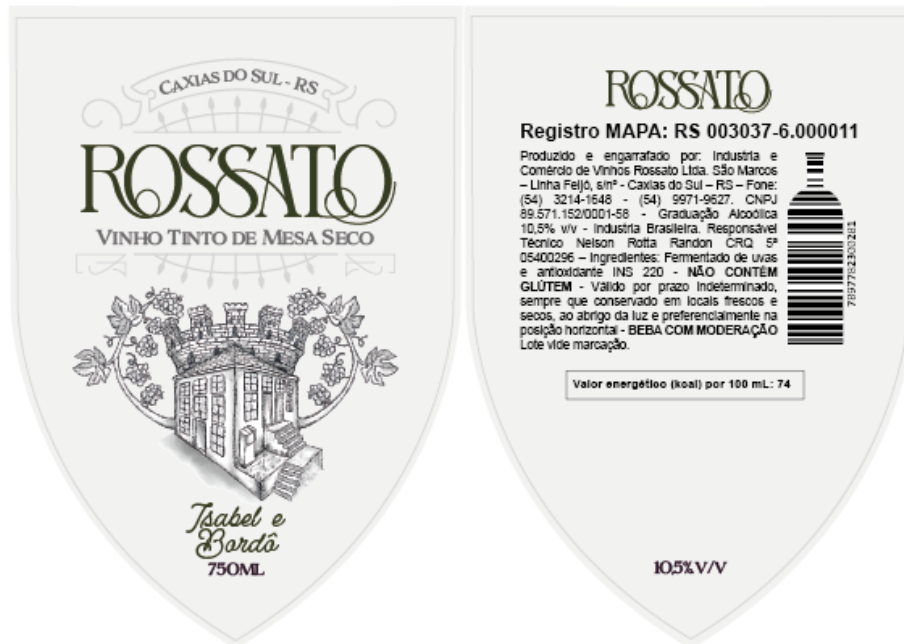 CAXIAS DO SUL - RS
ROSSATO
VINHO TINTO DE MESA SECO
Isabel e
Bordô
750ML
ROSSATO
Registro MAPA: RS 003037-6.000011
Produzido e engarrafado por: Industria e
Comércio de Vinhos Rossato Ltda. São Marcos
– Linha Feijó, s/nº - Caxias do Sul – RS – Fone:
(54) 3214-1648 - (54) 9971-9627. CNPJ
89.571.152/0001-58 - Graduação Alcoólica
10,5% v/v - Industria Brasileira. Responsável
Técnico Nelson Rotta Randon CRQ 5ª
05400296 – Ingredientes: Fermentado de uvas
e antioxidante INS 220 - NÃO CONTÉM
GLÚTEM - Válido por prazo indeterminado,
sempre que conservado em locais frescos e
secos, ao abrigo da luz e preferencialmente na
posição horizontal - BEBA COM MODERAÇÃO
Lote vide marcação.
7897782300281
Valor energético (kcal) por 100 mL: 74
10,5% V/V